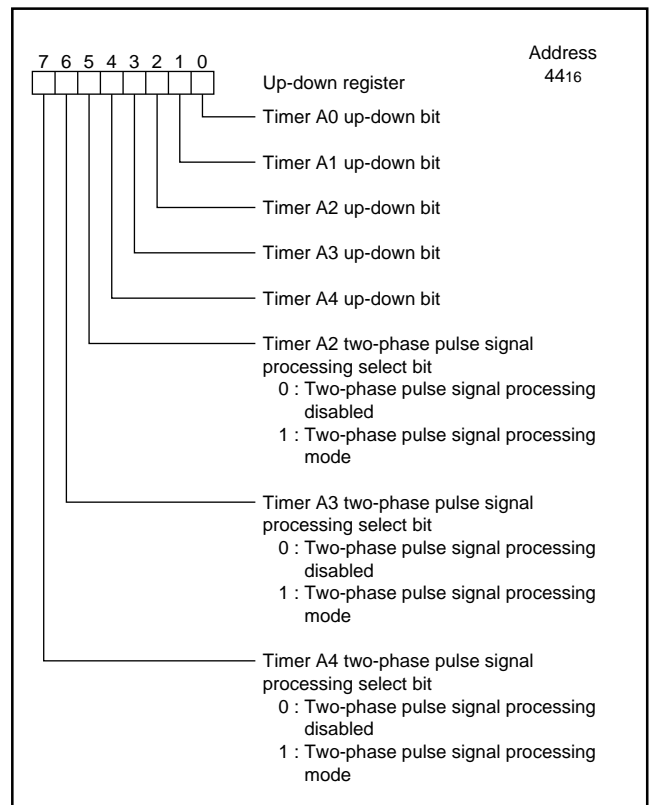 Address
7 6 5 4 3 2 1 0
4416
Up-down register
Timer A0 up-down bit
Timer A1 up-down bit
Timer A2 up-down bit
Timer A3 up-down bit
Timer A4 up-down bit
Timer A2 two-phase pulse signal
processing select bit
0 : Two-phase pulse signal processing
disabled
1 : Two-phase pulse signal processing
mode
Timer A3 two-phase pulse signal
processing select bit
0 : Two-phase pulse signal processing
disabled
1 : Two-phase pulse signal processing
mode
Timer A4 two-phase pulse signal
processing select bit
0 : Two-phase pulse signal processing
disabled
1 : Two-phase pulse signal processing
mode